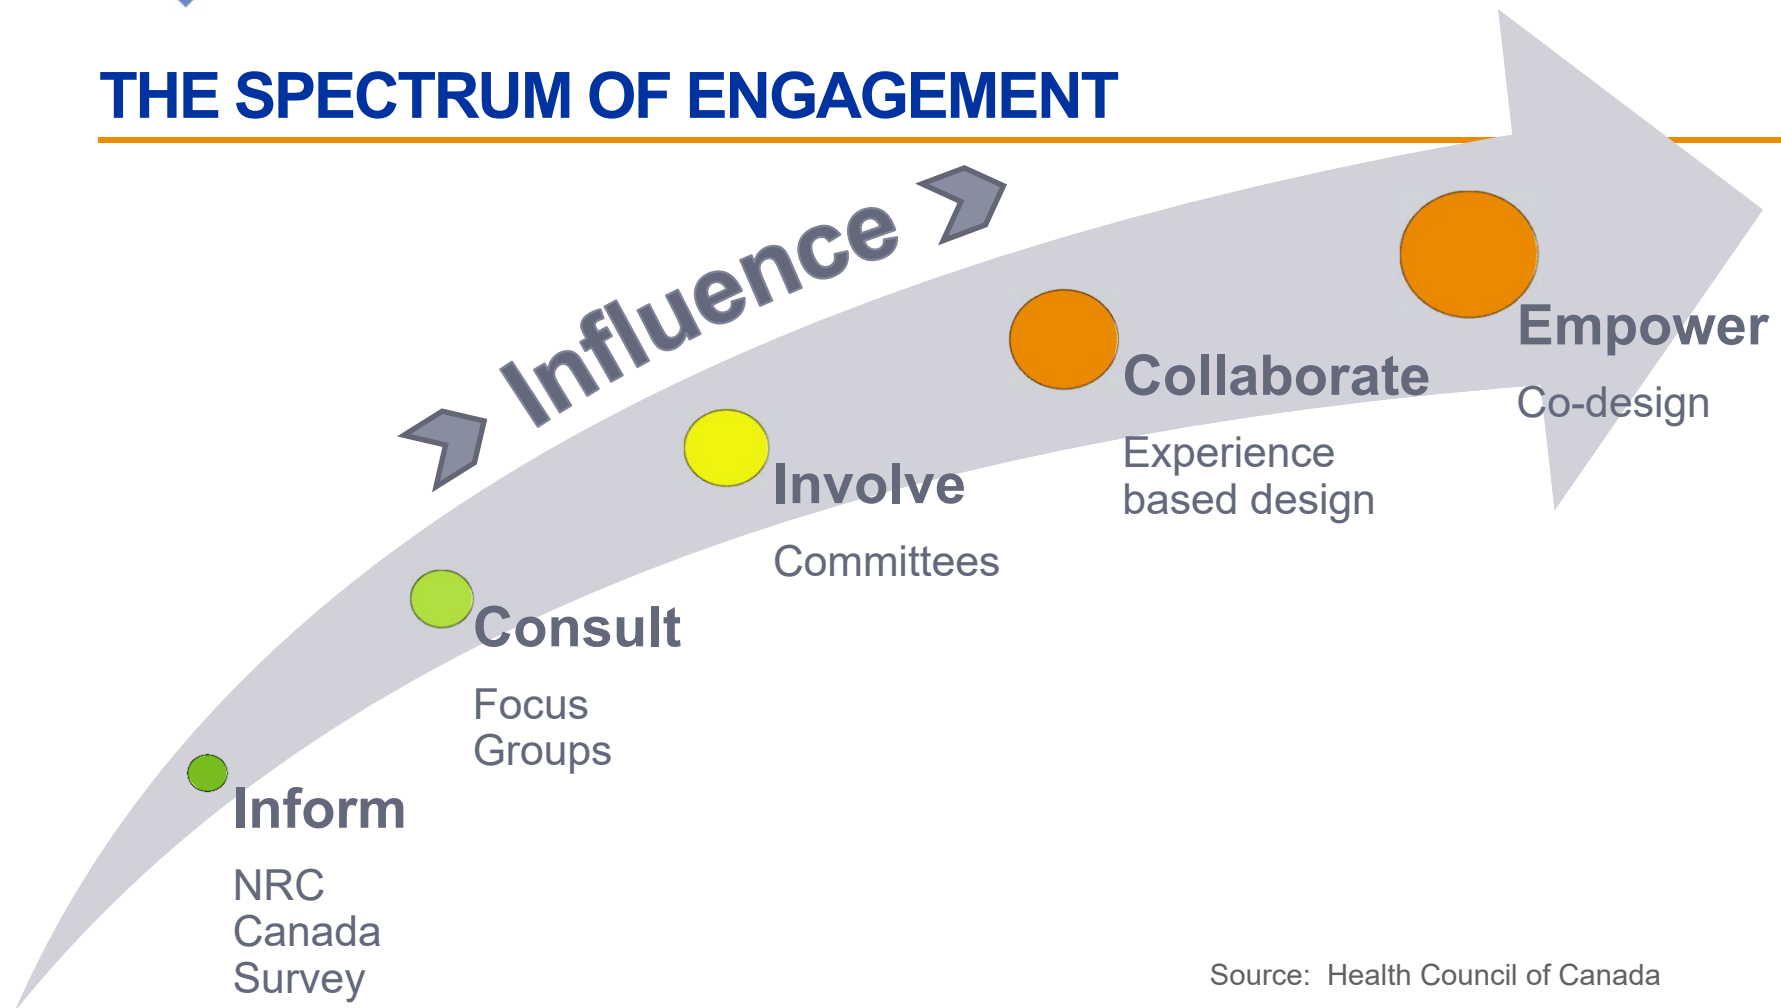 THE SPECTRUM OF ENGAGEMENT
Influence
Inform
NRC
Canada
Survey
Consult
Focus
Groups
Involve
Committees
Collaborate
Experience
based design
Empower
Co-design
Source:  Health Council of Canada